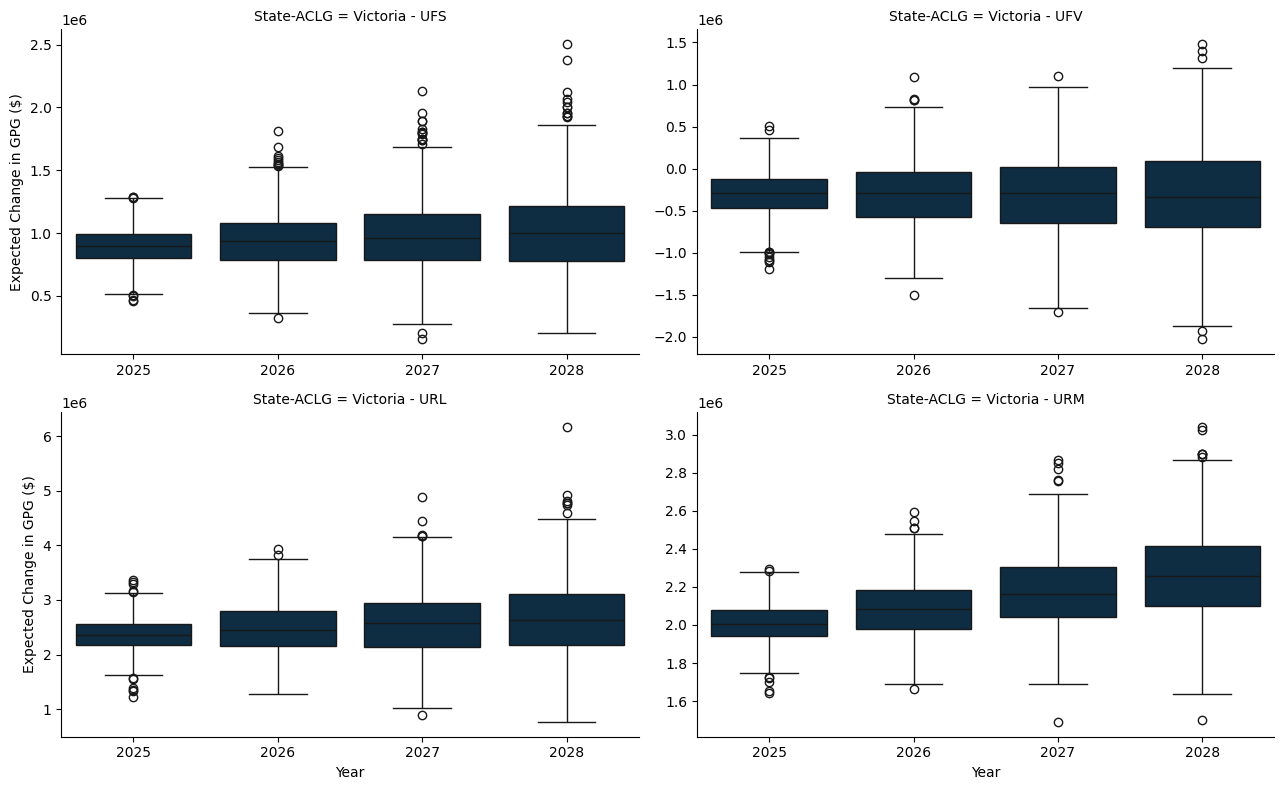 State-ACLG = Victoria - UFS
1e6
Expected Change in GPG ($)
2.5
2.0
1.5
1.0
0.5
2025 2026 2027 2028
State-ACLG = Victoria - UFV
1e6
1.5
1.0
0.5
0.0
−0.5
−1.0
−1.5
−2.0
2025 2026 2027 2028
State-ACLG = Victoria - URL
1e6
Expected Change in GPG ($)
6
5
4
3
2
1
2025 2026 2027 2028
Year
State-ACLG = Victoria - URM
1e6
3.0
2.8
2.6
2.4
2.2
2.0
1.8
1.6
2025 2026 2027 2028
Year